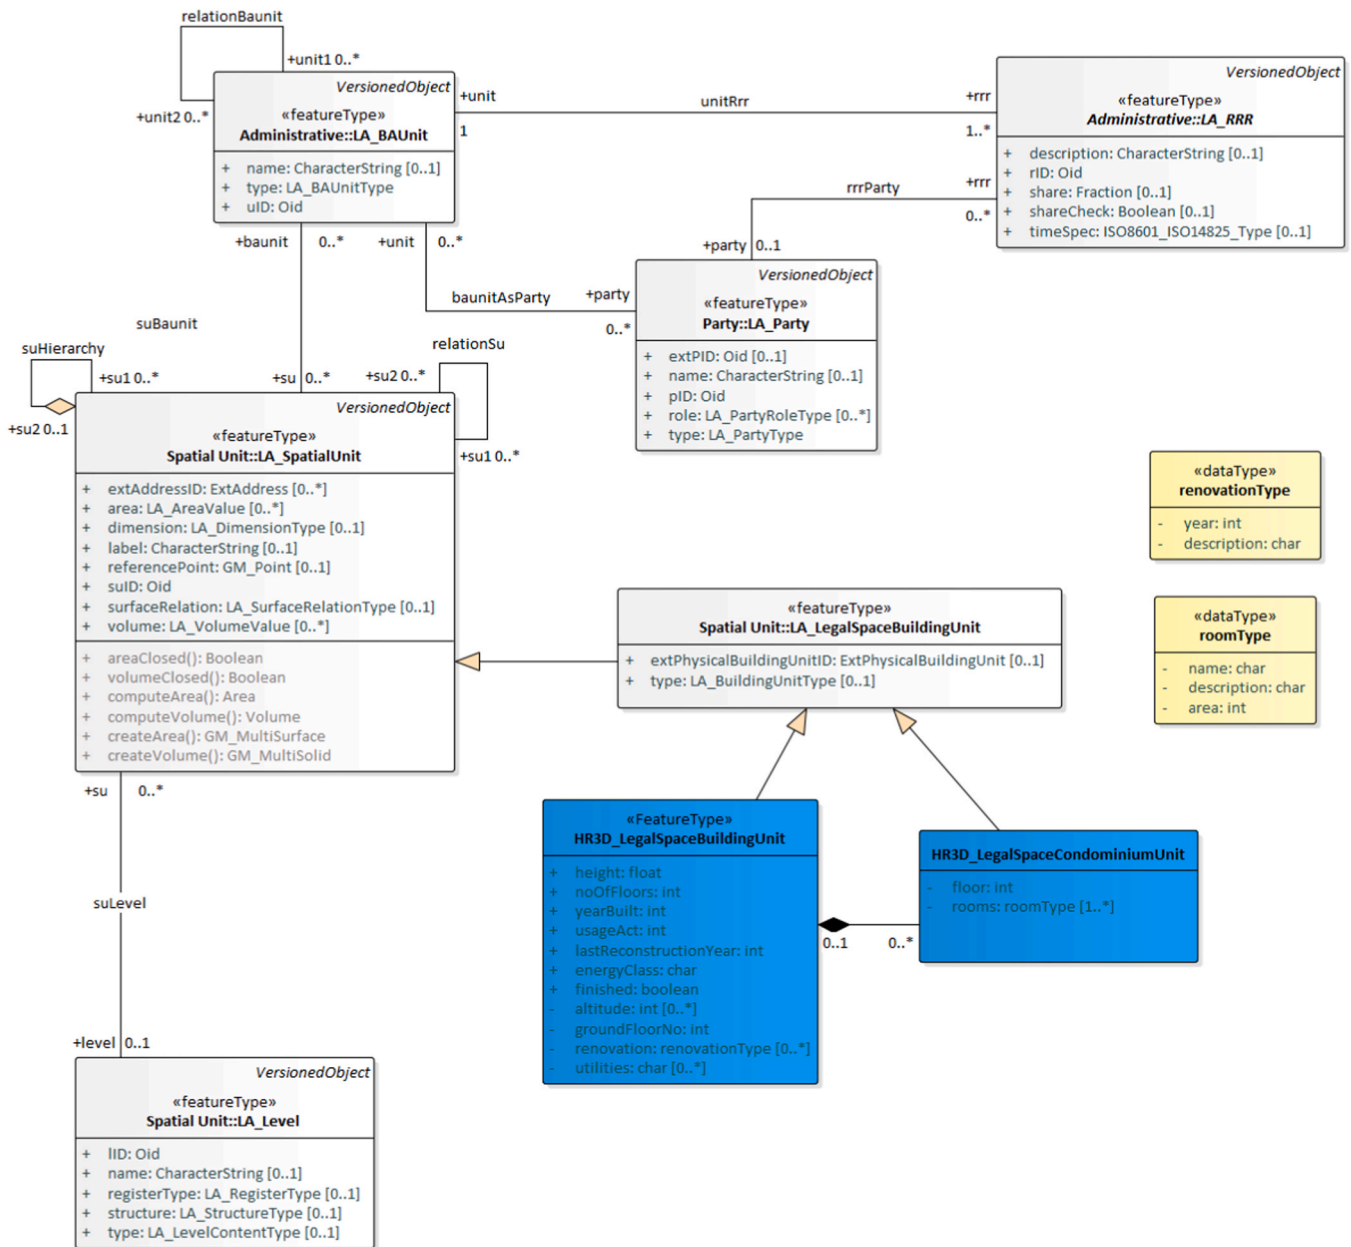 relationBaunit
+unit1 0..*
+unit2 0..*
VersionedObject
«featureType»
Administrative::LA_BAUnit
+ name: CharacterString [0..1]
+ type: LA_BAUnitType
+ uID: Oid
+unit
1
unitRrr
+rrr
1..*
VersionedObject
«featureType»
Administrative::LA_RRR
+ description: CharacterString [0..1]
+ rID: Oid
+ share: Fraction [0..1]
+ shareCheck: Boolean [0..1]
+ timeSpec: ISO8601_ISO14825_Type [0..1]
rrrParty
+rrr
0..*
+party 0..1
+baunit 0..*
+unit 0..*
baunitAsParty
+party
0..*
VersionedObject
«featureType»
Party::LA_Party
+ extPID: Oid [0..1]
+ name: CharacterString [0..1]
+ pID: Oid
+ role: LA_PartyRoleType [0..*]
+ type: LA_PartyType
suBaunit
suHierarchy
+su1 0..*
+su2 0..1
+su 0..*
relationSu
+su2 0..*
+su1 0..*
VersionedObject
«featureType»
Spatial Unit::LA_SpatialUnit
+ extAddressID: ExtAddress [0..*]
+ area: LA_AreaValue [0..*]
+ dimension: LA_DimensionType [0..1]
+ label: CharacterString [0..1]
+ referencePoint: GM_Point [0..1]
+ suID: Oid
+ surfaceRelation: LA_SurfaceRelationType [0..1]
+ volume: LA_VolumeValue [0..*]
+ areaClosed(): Boolean
+ volumeClosed(): Boolean
+ computeArea(): Area
+ computeVolume(): Volume
+ createArea(): GM_MultiSurface
+ createVolume(): GM_MultiSolid
«dataType»
renovationType
- year: int
- description: char
«dataType»
roomType
- name: char
- description: char
- area: int
«featureType»
Spatial Unit::LA_LegalSpaceBuildingUnit
+ extPhysicalBuildingUnitID: ExtPhysicalBuildingUnit [0..1]
+ type: LA_BuildingUnitType [0..1]
«FeatureType»
HR3D_LegalSpaceBuildingUnit
+ height: float
+ noOfFloors: int
+ yearBuilt: int
+ usageAct: int
+ lastReconstructionYear: int
+ energyClass: char
+ finished: boolean
- altitude: int [0..*]
- groundFloorNo: int
- renovation: renovationType [0..*]
- utilities: char [0..*]
0..1
0..*
HR3D_LegalSpaceCondominiumUnit
- floor: int
- rooms: roomType [1..*]
+su 0..*
suLevel
+level 0..1
VersionedObject
«featureType»
Spatial Unit::LA_Level
+ lID: Oid
+ name: CharacterString [0..1]
+ registerType: LA_RegisterType [0..1]
+ structure: LA_StructureType [0..1]
+ type: LA_LevelContentType [0..1]